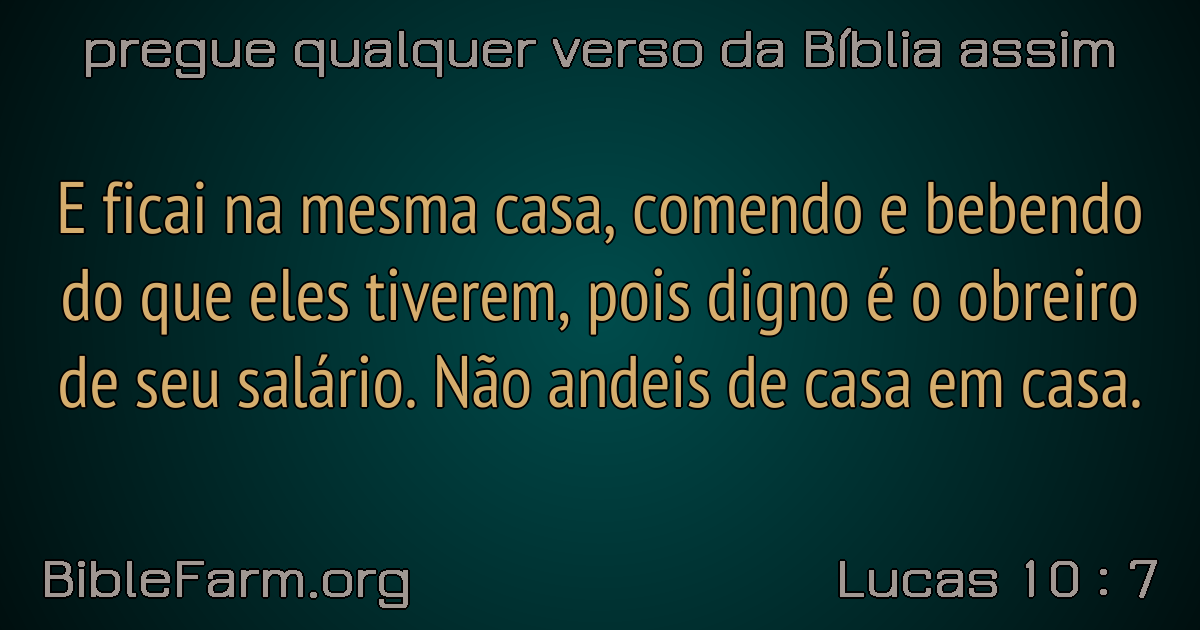 pregue qualquer verso da Bíblia assim
E ficai na mesma casa, comendo e bebendo
do que eles tiverem, pois digno é o obreiro
de seu salário. Não andeis de casa em casa.
BibleFarm.org
Lucas 10 : 7